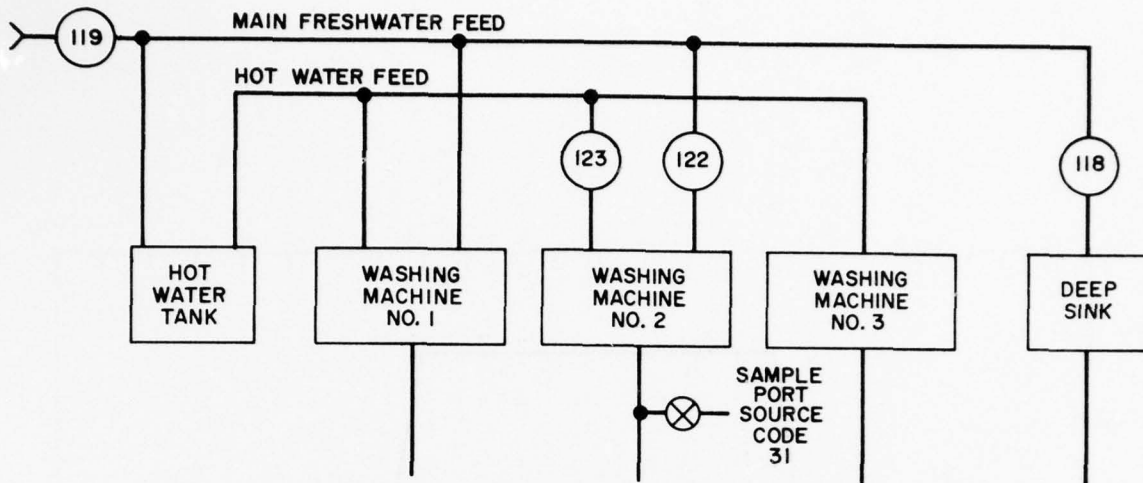 119
MAIN FRESHWATER FEED
HOT WATER FEED
123
122
118
HOT
WATER
TANK
WASHING
MACHINE
NO. 1
WASHING
MACHINE
NO. 2
WASHING
MACHINE
NO. 3
DEEP
SINK
SAMPLE
PORT
SOURCE
CODE
31